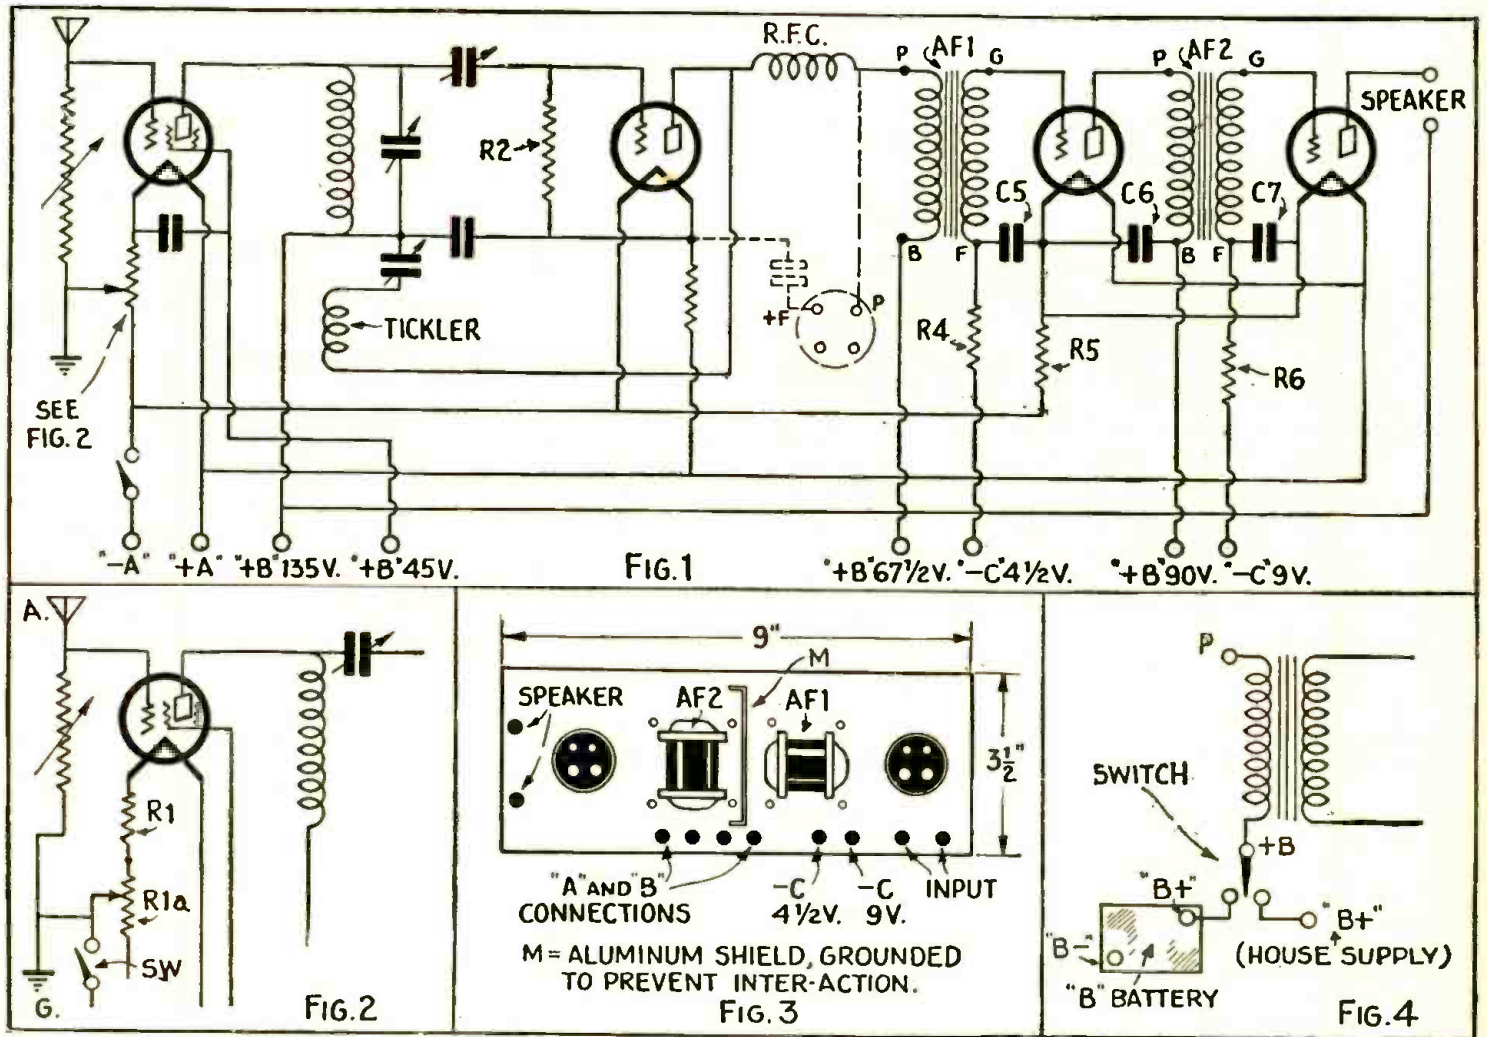 R.F.C.
P
AF1
G
P
AF2
G
SPEAKER
R2
C5
C6
C7
B
F
B
F
+F
P
TICKLER
R4
R5
R6
SEE
FIG. 2
"-A"
"+A"
"+B" 135V.
"+B" 45V.
FIG. 1
"+B" 67½V.
"-C" 4½V.
"+B" 90V.
"-C" 9V.
A.
R1
R1a
SW
G.
FIG. 2
9"
M
SPEAKER
AF2
AF1
3½"
"A" AND "B"
CONNECTIONS
-C
4½V.
-C
9V.
INPUT
M = ALUMINUM SHIELD, GROUNDED
TO PREVENT INTER-ACTION.
FIG. 3
P
SWITCH
+B
"B+"
"B+"
(HOUSE SUPPLY)
"B-"
"B" BATTERY
FIG. 4